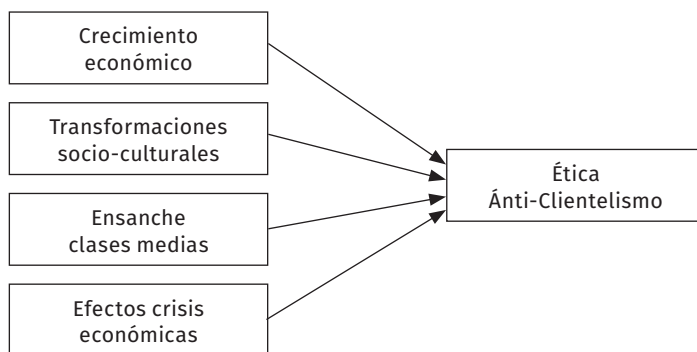 Crecimiento
económico
Transformaciones
socio-culturales
Ensanche
clases medias
Efectos crisis
económicas
Ética
Ánti-Clientelismo